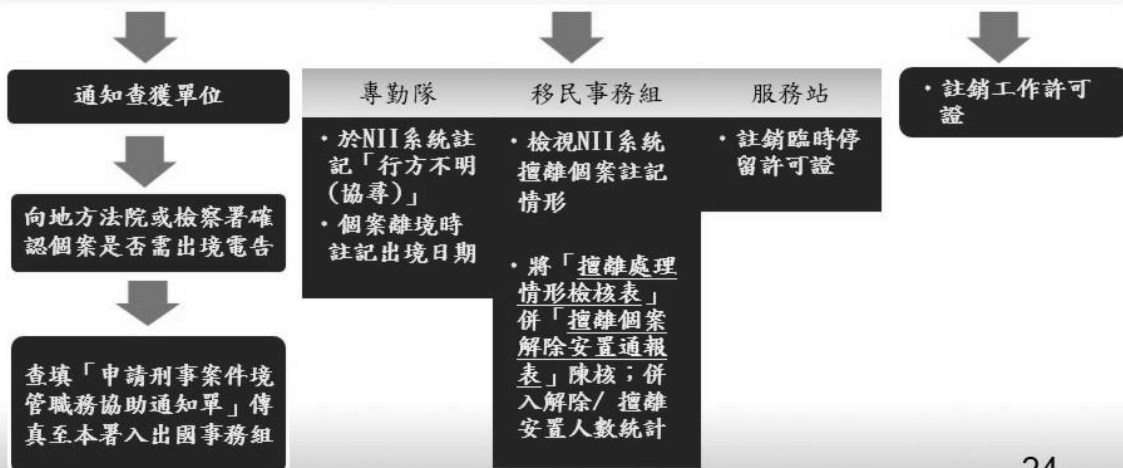 通知查獲單位
向地方法院或檢察署確
認個案是否需出境電告
查填「申請刑事案件境
管職務協助通知單」傳
真至本署入出國事務組
專勤隊
・於NII系統註
記「行方不明
(協尋)」
・個案離境時
註記出境日期
移民事務組
・檢視NII系統
擅離個案註記
情形
・將「擅離處理
情形檢核表」
併「擅離個案
解除安置通報
表」陳核；併
入解除/ 擅離
安置人數統計
服務站
・註銷臨時停
留許可證
・註銷工作許可
證
24